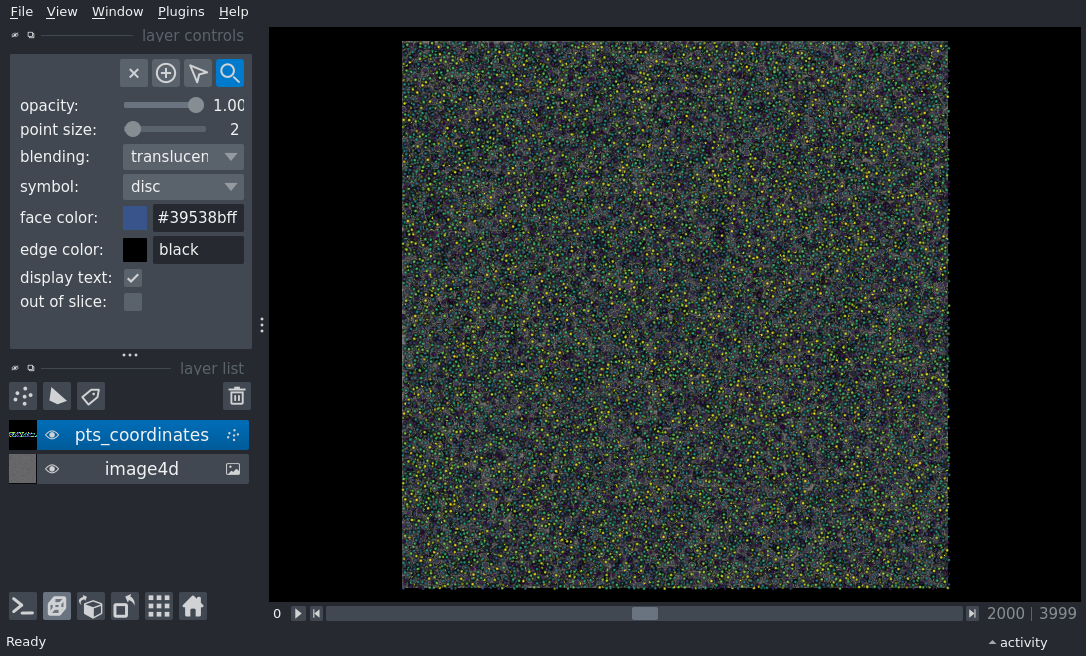 File View Window Plugins Help
layer controls
opacity: 1.00
point size: 2
blending: translucen
symbol: disc
face color: #39538bff
edge color: black
display text:
out of slice:
layer list
pts_coordinates
image4d
0 2000 | 3999
Ready activity